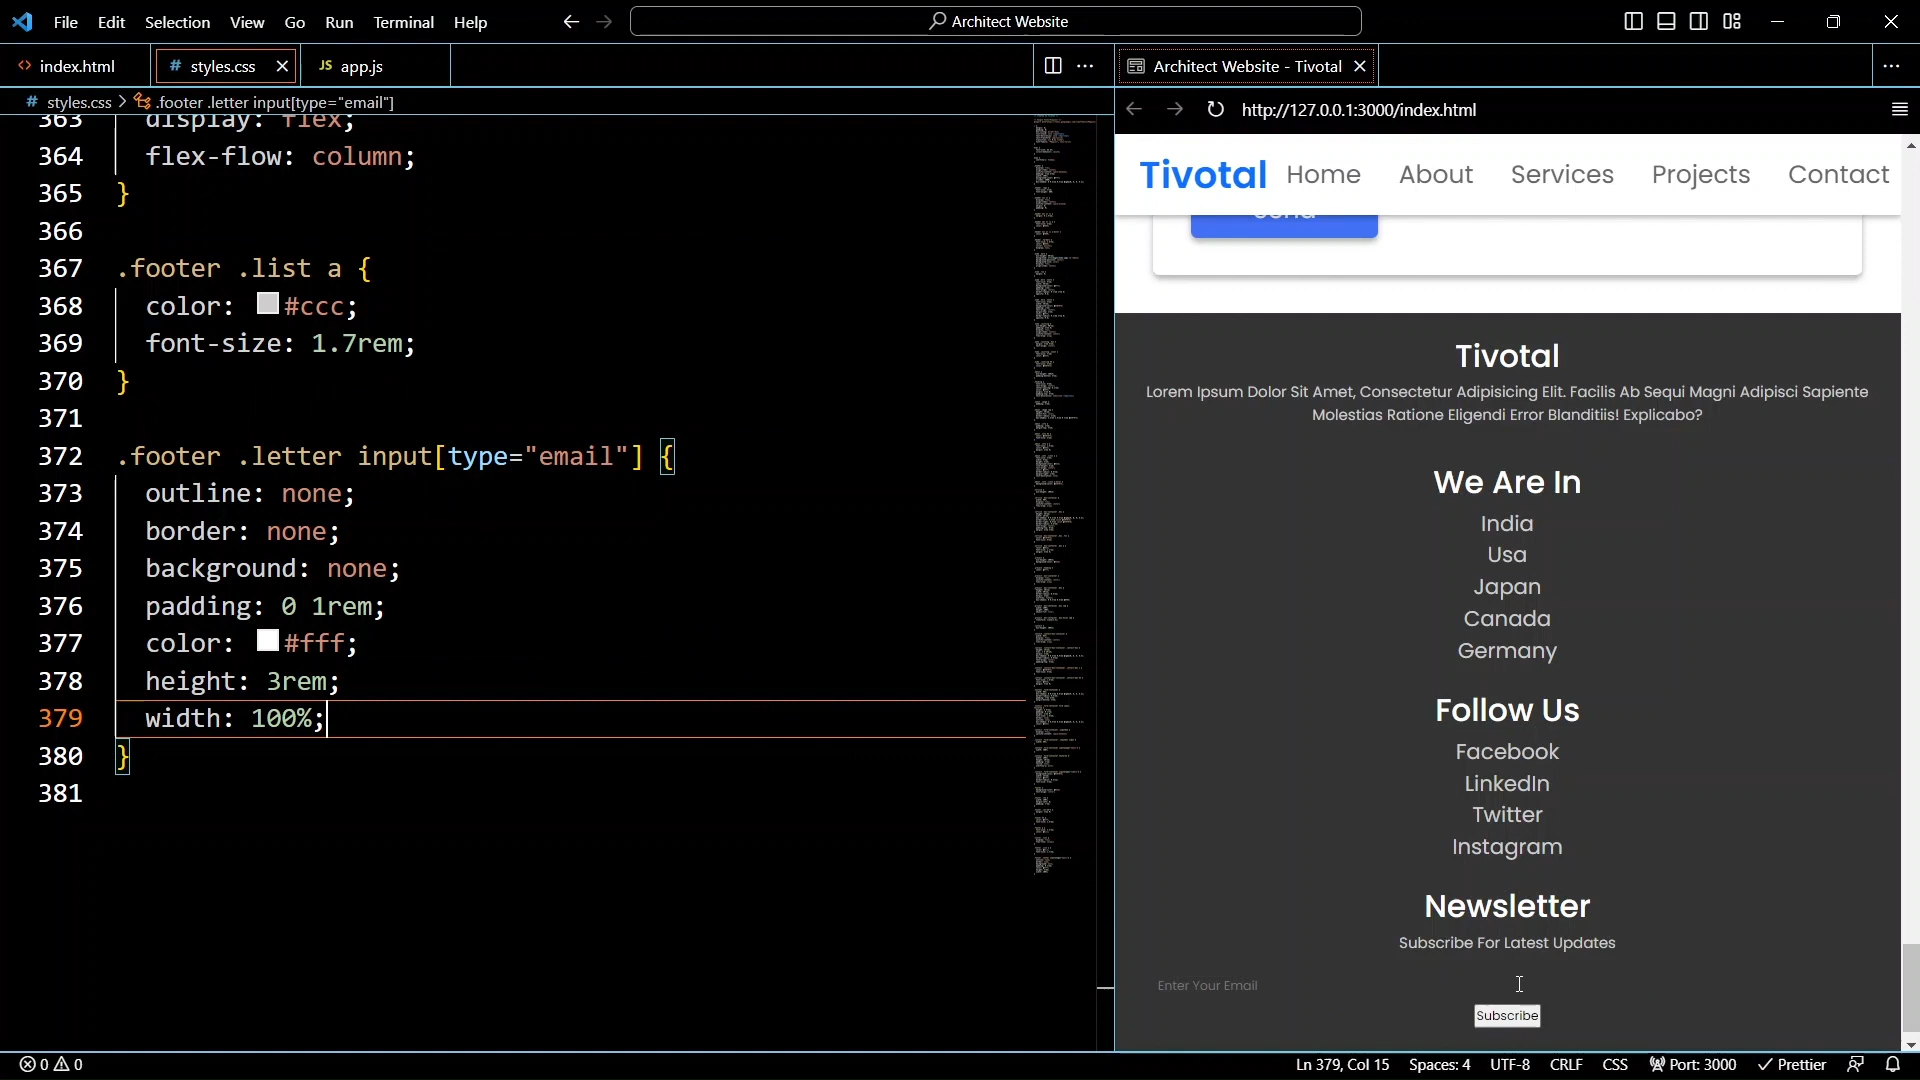 File Edit Selection View Go Run Terminal Help
Architect Website
index.html
# styles.css
JS app.js
Architect Website - Tivotal
# styles.css > .footer .letter input[type="email"]
http://127.0.0.1:3000/index.html
363 display: flex;
364 flex-flow: column;
365 }
366
367 .footer .list a {
368 color: #ccc;
369 font-size: 1.7rem;
370 }
371
372 .footer .letter input[type="email"] {
373 outline: none;
374 border: none;
375 background: none;
376 padding: 0 1rem;
377 color: #fff;
378 height: 3rem;
379 width: 100%;
380 }
381
Tivotal Home About Services Projects Contact
Send
Tivotal
Lorem Ipsum Dolor Sit Amet, Consectetur Adipisicing Elit. Facilis Ab Sequi Magni Adipisci Sapiente
Molestias Ratione Eligendi Error Blanditiis! Explicabo?
We Are In
India
Usa
Japan
Canada
Germany
Follow Us
Facebook
LinkedIn
Twitter
Instagram
Newsletter
Subscribe For Latest Updates
Enter Your Email
Subscribe
0 0
Ln 379, Col 15 Spaces: 4 UTF-8 CRLF CSS Port: 3000 Prettier